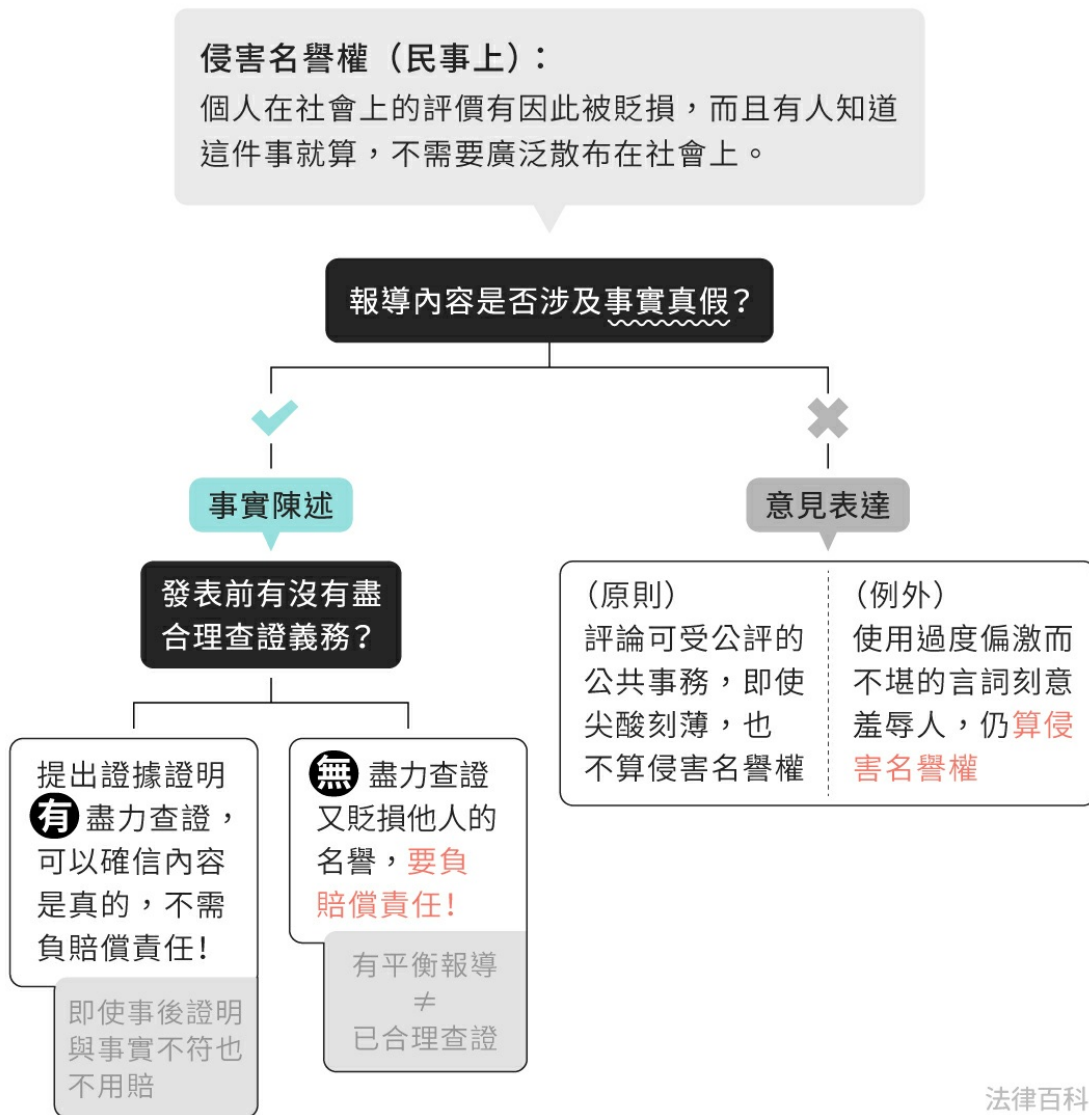 侵害名譽權（民事上）：
個人在社會上的評價有因此被貶損，而且有人知道
這件事就算，不需要廣泛散布在社會上。
報導內容是否涉及事實真假？
事實陳述
發表前有沒有盡
合理查證義務？
提出證據證明
有盡力查證，
可以確信內容
是真的，不需
負賠償責任！
即使事後證明
與事實不符也
不用賠
無盡力查證
又貶損他人的
名譽，要負
賠償責任！
有平衡報導
≠
已合理查證
意見表達
（原則）
評論可受公評的
公共事務，即使
尖酸刻薄，也
不算侵害名譽權
（例外）
使用過度偏激而
不堪的言詞刻意
羞辱人，仍算侵
害名譽權
法律百科